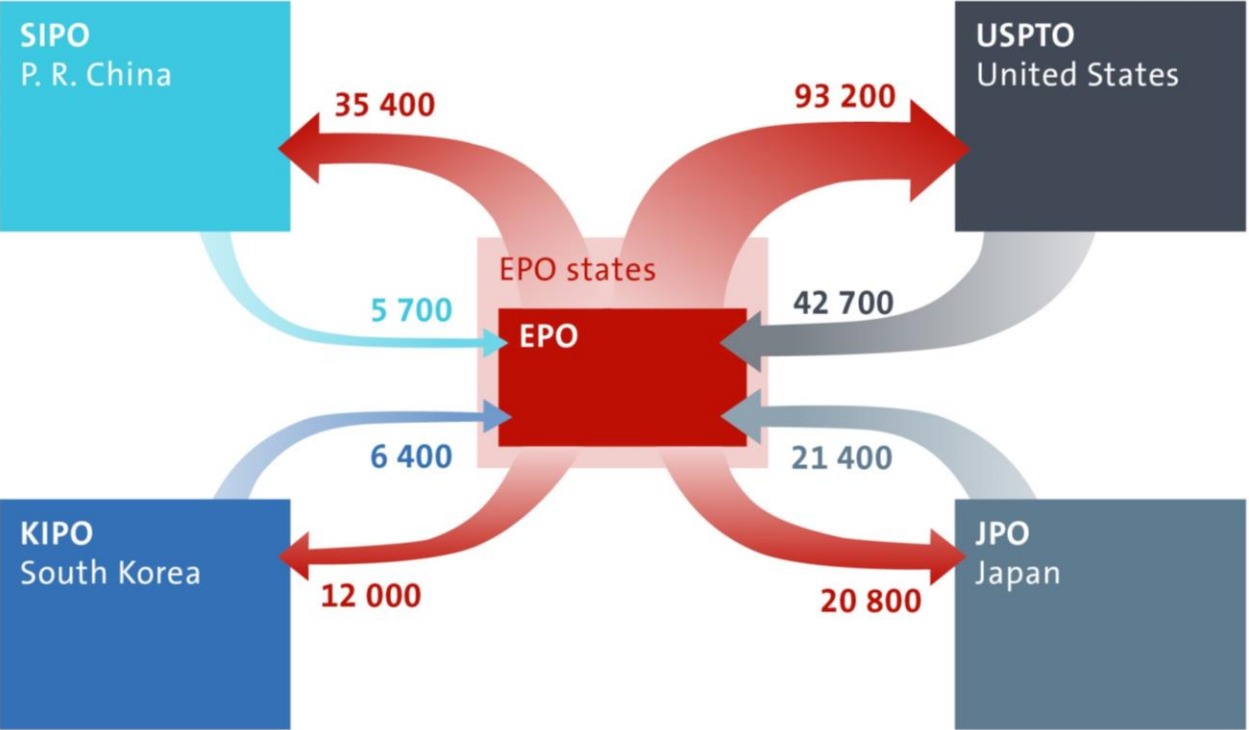 SIPO
P. R. China
USPTO
United States
35 400
93 200
EPO states
5 700
42 700
EPO
6 400
21 400
KIPO
South Korea
JPO
Japan
12 000
20 800